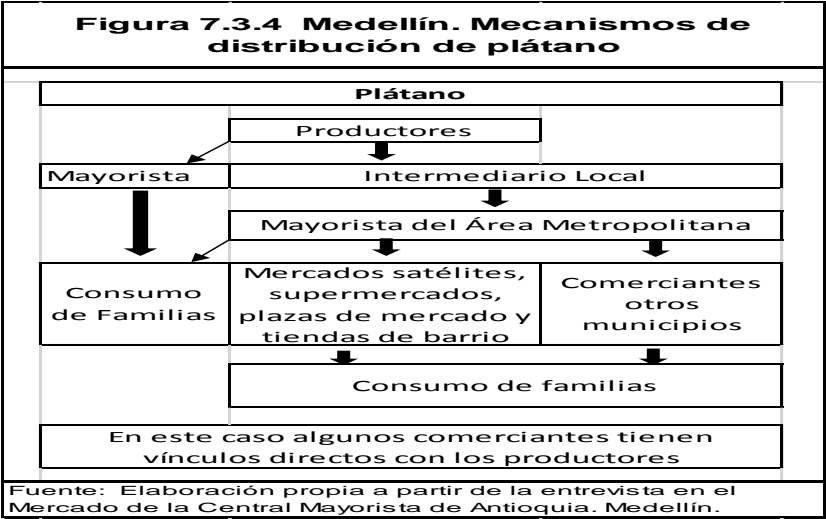 Figura 7.3.4 Medellín. Mecanismos de
distribución de plátano
Plátano
Productores
Mayorista
Intermediario Local
Mayorista del Área Metropolitana
Consumo
de Familias
Mercados satélites,
supermercados,
plazas de mercado y
tiendas de barrio
Comerciantes
otros
municipios
Consumo de familias
En este caso algunos comerciantes tienen
vínculos directos con los productores
Fuente: Elaboración propia a partir de la entrevista en el
Mercado de la Central Mayorista de Antioquia. Medellín.